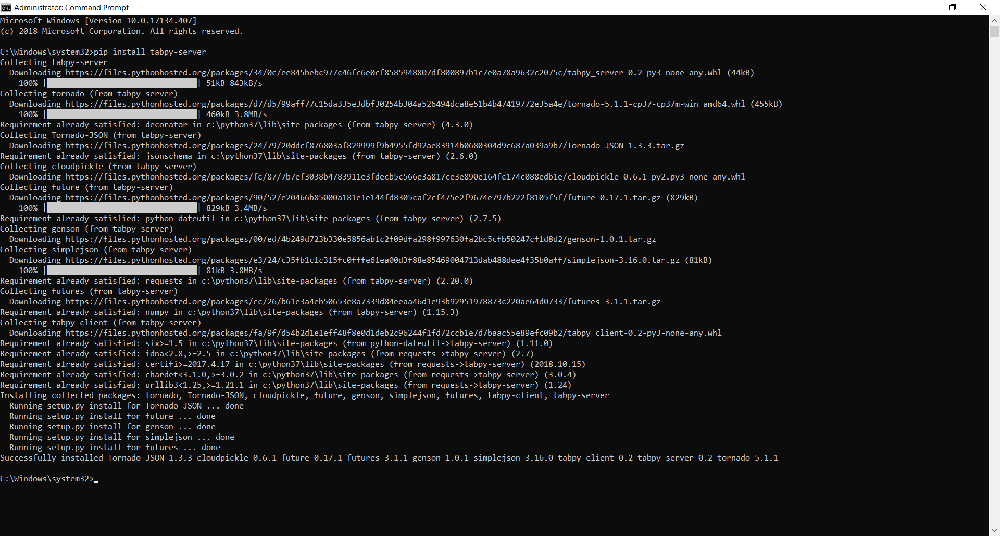 Administrator: Command Prompt
Microsoft Windows [Version 10.0.17134.407]
(c) 2018 Microsoft Corporation. All rights reserved.
C:\Windows\system32>pip install tabpy-server
Collecting tabpy-server
Downloading https://files.pythonhosted.org/packages/34/0c/ee845bebc977c46fc6e0cf8585948807df800897b1c7e0a78a9632c2075c/tabpy_server-0.2-py3-none-any.whl (44kB)
100% |████████████████████████████████| 51kB 843kB/s
Collecting tornado (from tabpy-server)
Downloading https://files.pythonhosted.org/packages/d7/d5/99aff77c15da335e3dbf30254b304a526494dca8e51b4b47419772e35a4e/tornado-5.1.1-cp37-cp37m-win_amd64.whl (455kB)
100% |████████████████████████████████| 460kB 3.8MB/s
Requirement already satisfied: decorator in c:\python37\lib\site-packages (from tabpy-server) (4.3.0)
Collecting Tornado-JSON (from tabpy-server)
Downloading https://files.pythonhosted.org/packages/24/79/20ddcf876803af829999f9b4955fd92ae83914b0680304d9c687a039a9b7/Tornado-JSON-1.3.3.tar.gz
Requirement already satisfied: jsonschema in c:\python37\lib\site-packages (from tabpy-server) (2.6.0)
Collecting cloudpickle (from tabpy-server)
Downloading https://files.pythonhosted.org/packages/fc/87/7b7ef3038b4783911e3fdecb5c566e3a817ce3e890e164fc174c088edb1e/cloudpickle-0.6.1-py2.py3-none-any.whl
Collecting future (from tabpy-server)
Downloading https://files.pythonhosted.org/packages/90/52/e20466b85000a181e1e144fd8305caf2cf475e2f9674e797b222f8105f5f/future-0.17.1.tar.gz (829kB)
100% |████████████████████████████████| 829kB 3.4MB/s
Requirement already satisfied: python-dateutil in c:\python37\lib\site-packages (from tabpy-server) (2.7.5)
Collecting genson (from tabpy-server)
Downloading https://files.pythonhosted.org/packages/00/ed/4b249d723b330e5856ab1c2f09dfa298f997630fa2bc5cfb50247cf1d8d2/genson-1.0.1.tar.gz
Collecting simplejson (from tabpy-server)
Downloading https://files.pythonhosted.org/packages/e3/24/c35fb1c1c315fc0fffe61ea00d3f88e85469004713dab488dee4f35b0aff/simplejson-3.16.0.tar.gz (81kB)
100% |████████████████████████████████| 81kB 3.8MB/s
Requirement already satisfied: requests in c:\python37\lib\site-packages (from tabpy-server) (2.20.0)
Collecting futures (from tabpy-server)
Downloading https://files.pythonhosted.org/packages/cc/26/b61e3a4eb50653e8a7339d84eeaa46d1e93b92951978873c220ae64d0733/futures-3.1.1.tar.gz
Requirement already satisfied: numpy in c:\python37\lib\site-packages (from tabpy-server) (1.15.3)
Collecting tabpy-client (from tabpy-server)
Downloading https://files.pythonhosted.org/packages/fa/9f/d54b2d1e1eff48f8e0d1deb2c96244f1fd72ccb1e7d7baac55e89efc09b2/tabpy_client-0.2-py3-none-any.whl
Requirement already satisfied: six>=1.5 in c:\python37\lib\site-packages (from python-dateutil->tabpy-server) (1.11.0)
Requirement already satisfied: idna<2.8,>=2.5 in c:\python37\lib\site-packages (from requests->tabpy-server) (2.7)
Requirement already satisfied: certifi>=2017.4.17 in c:\python37\lib\site-packages (from requests->tabpy-server) (2018.10.15)
Requirement already satisfied: chardet<3.1.0,>=3.0.2 in c:\python37\lib\site-packages (from requests->tabpy-server) (3.0.4)
Requirement already satisfied: urllib3<1.25,>=1.21.1 in c:\python37\lib\site-packages (from requests->tabpy-server) (1.24)
Installing collected packages: tornado, Tornado-JSON, cloudpickle, future, genson, simplejson, futures, tabpy-client, tabpy-server
Running setup.py install for Tornado-JSON ... done
Running setup.py install for future ... done
Running setup.py install for genson ... done
Running setup.py install for simplejson ... done
Running setup.py install for futures ... done
Successfully installed Tornado-JSON-1.3.3 cloudpickle-0.6.1 future-0.17.1 futures-3.1.1 genson-1.0.1 simplejson-3.16.0 tabpy-client-0.2 tabpy-server-0.2 tornado-5.1.1
C:\Windows\system32>